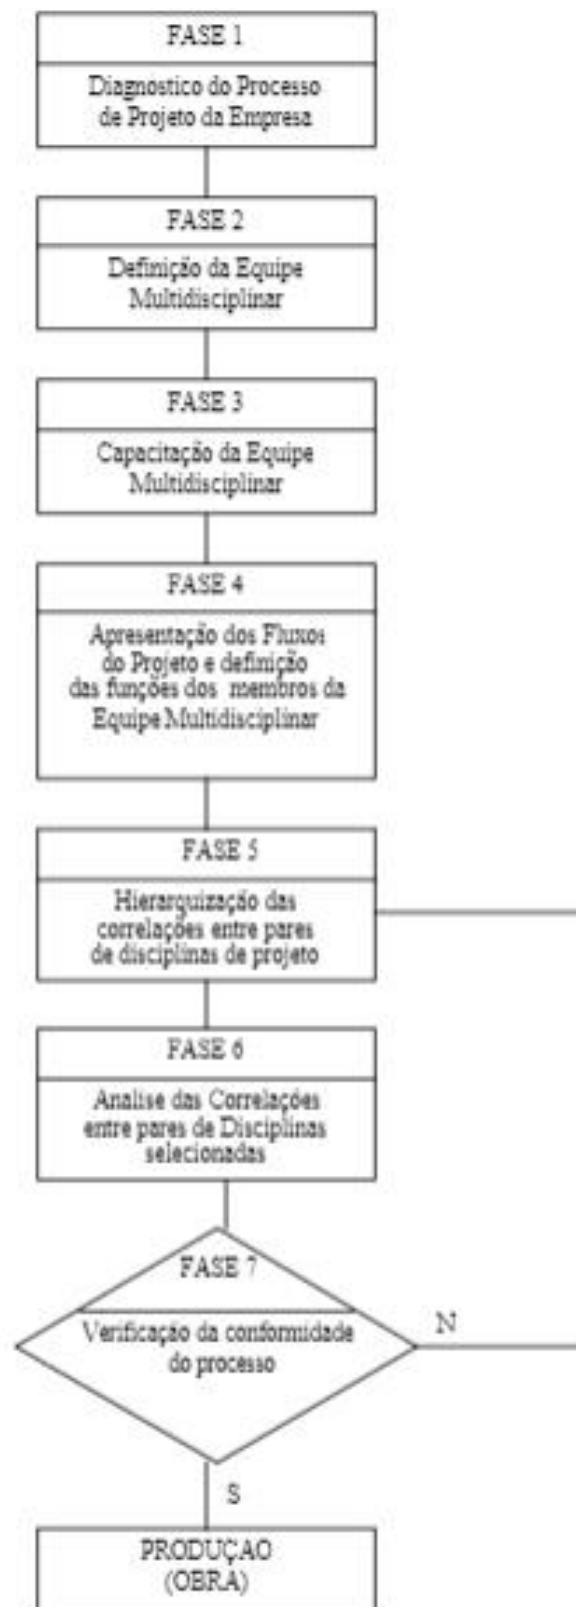 FASE 1
Diagnóstico do Processo
de Projeto da Empresa
FASE 2
Definição da Equipe
Multidisciplinar
FASE 3
Capacitação da Equipe
Multidisciplinar
FASE 4
Apresentação dos Fluxos
do Projeto e definição
das funções dos membros da
Equipe Multidisciplinar
FASE 5
Hierarquização das
correlações entre pares
de disciplinas de projeto
FASE 6
Analise das Correlações
entre pares de Disciplinas
selecionadas
FASE 7
Verificação da conformidade
do processo
N
S
PRODUÇAO
(OBRA)